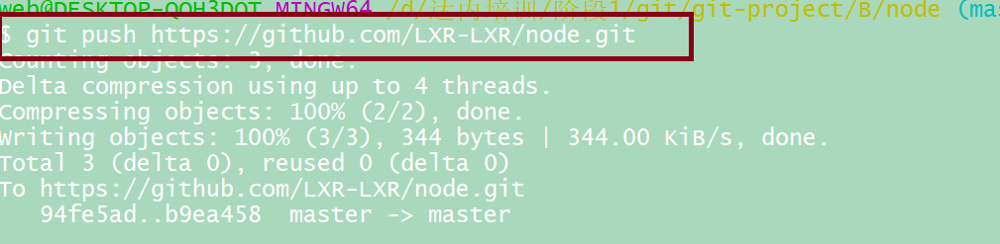 web@DESKTOP-QOH3DOT MINGW64 /d/达内培训/阶段1/git/git-project/B/node (mas
$ git push https://github.com/LXR-LXR/node.git
Counting objects: 3, done.
Delta compression using up to 4 threads.
Compressing objects: 100% (2/2), done.
Writing objects: 100% (3/3), 344 bytes | 344.00 KiB/s, done.
Total 3 (delta 0), reused 0 (delta 0)
To https://github.com/LXR-LXR/node.git
94fe5ad..b9ea458 master -> master